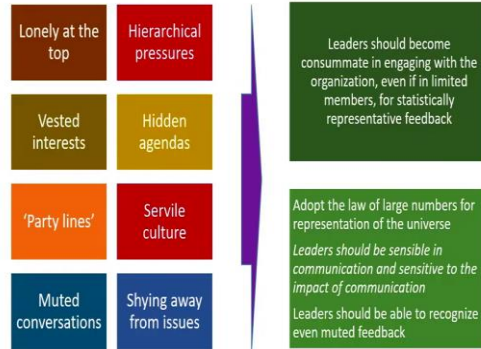 Lonely at the
top
Hierarchical
pressures
Vested
interests
Hidden
agendas
'Party lines'
Servile
culture
Muted
conversations
Shying away
from issues
Leaders should become
consummate in engaging with the
organization, even if in limited
members, for statistically
representative feedback
Adopt the law of large numbers for
representation of the universe
Leaders should be sensible in
communication and sensitive to the
impact of communication
Leaders should be able to recognize
even muted feedback